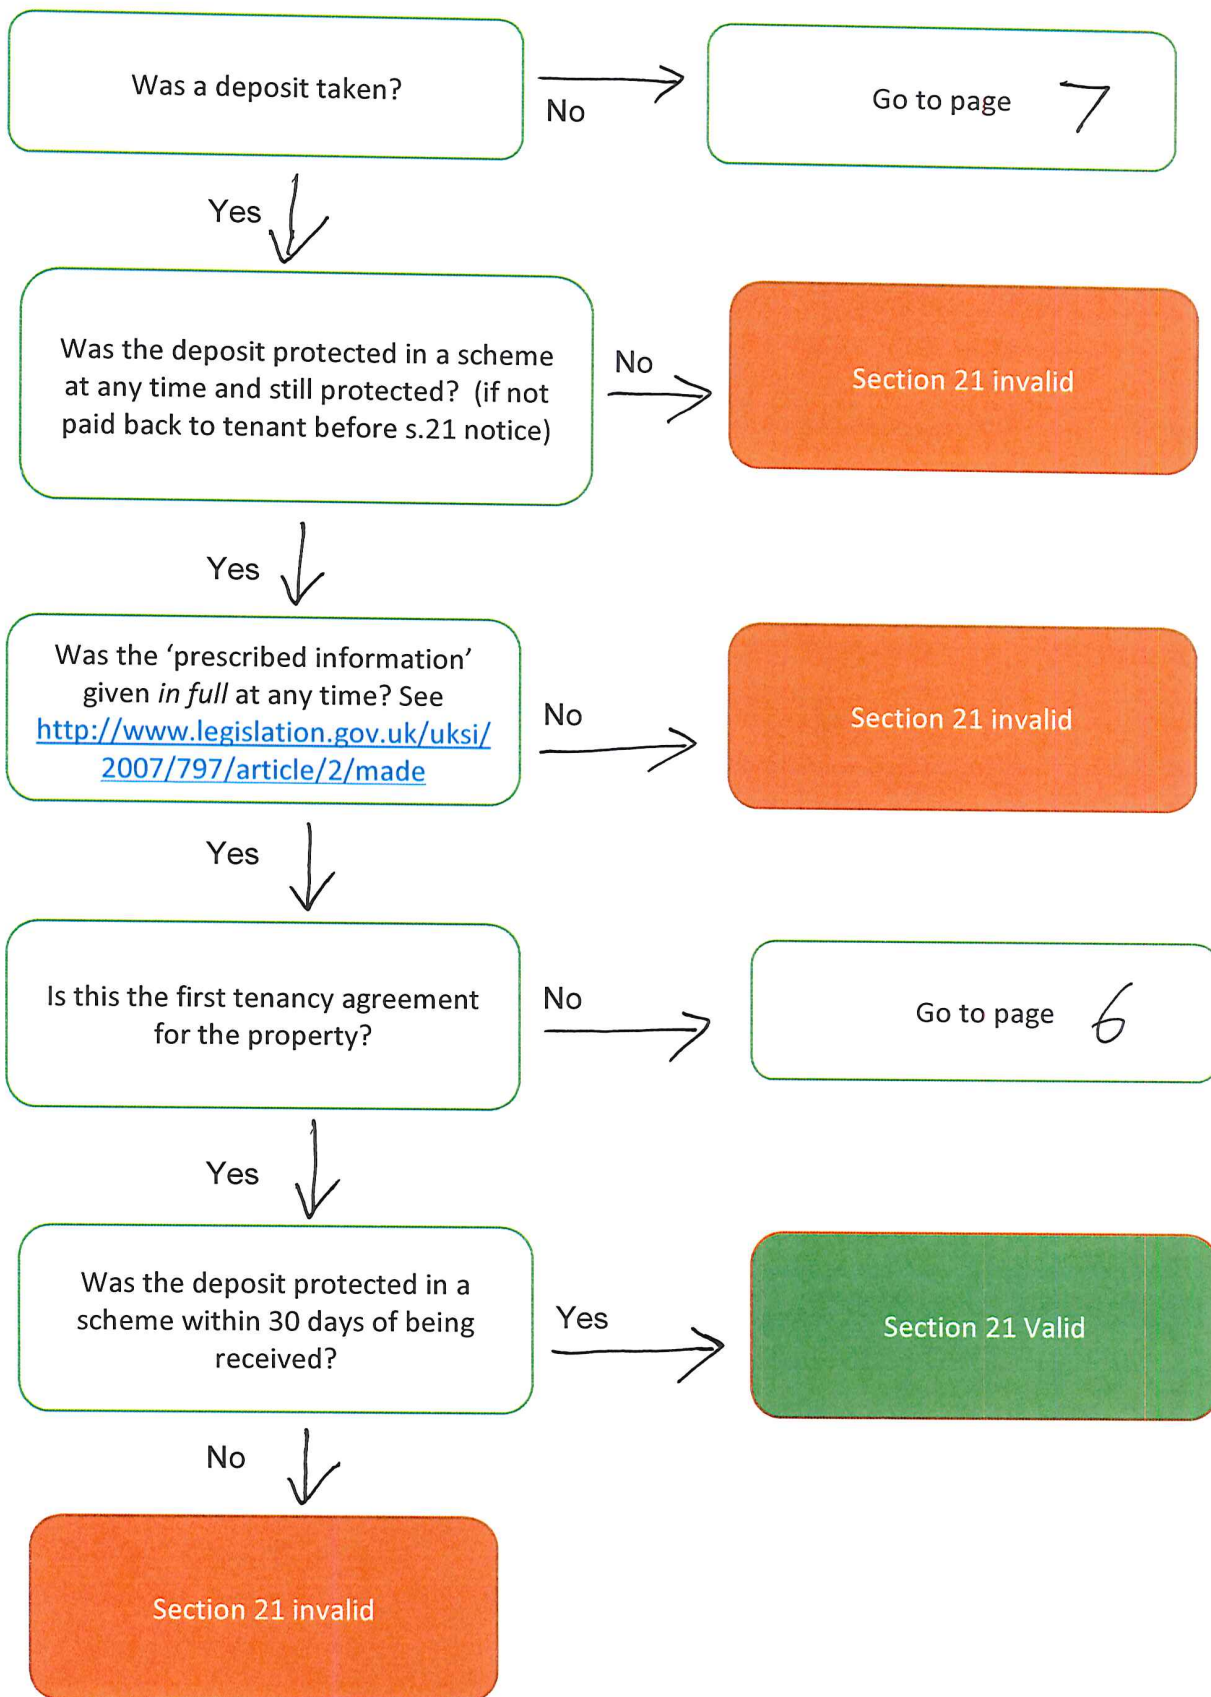 Was a deposit taken?
No
Go to page 7
Yes
Was the deposit protected in a scheme
at any time and still protected? (if not
paid back to tenant before s.21 notice)
No
Section 21 invalid
Yes
Was the ‘prescribed information’
given in full at any time? See
http://www.legislation.gov.uk/uksi/
2007/797/article/2/made
No
Section 21 invalid
Yes
Is this the first tenancy agreement
for the property?
No
Go to page 6
Yes
Was the deposit protected in a
scheme within 30 days of being
received?
Yes
Section 21 Valid
No
Section 21 invalid